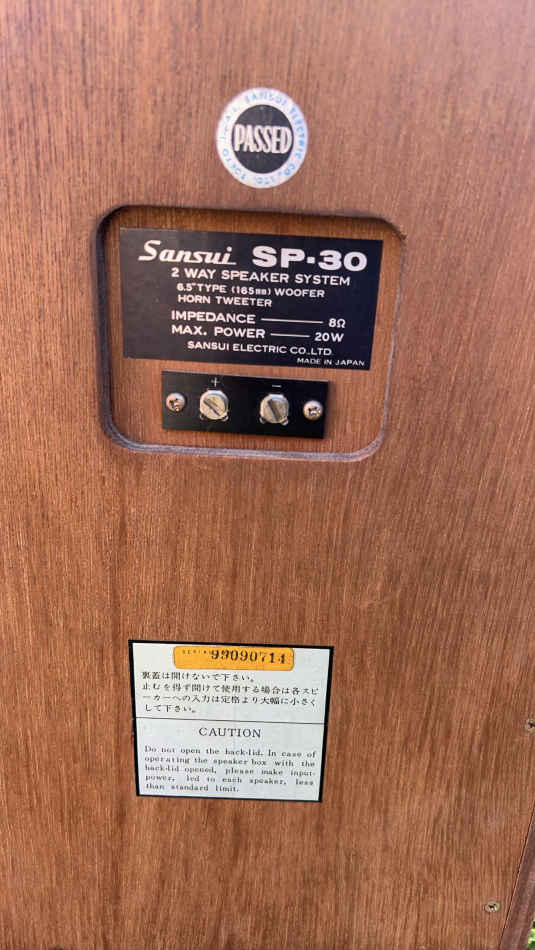 SANSUI ELECTRIC CO., LTD. TOKYO
PASSED
Sansui SP-30
2 WAY SPEAKER SYSTEM
6.5" TYPE (165mm) WOOFER
HORN TWEETER
IMPEDANCE 8Ω
MAX. POWER 20W
SANSUI ELECTRIC CO.LTD.
MADE IN JAPAN
+ −
SERIAL 99090714
裏蓋は開けないで下さい。
止むを得ず開けて使用する場合は各スピ
ーカーへの入力は定格より大幅に小さく
して下さい。
CAUTION
Do not open the back-lid. In case of
operating the speaker box with the
back-lid opened, please make input-
power, led to each speaker, less
than standard limit.